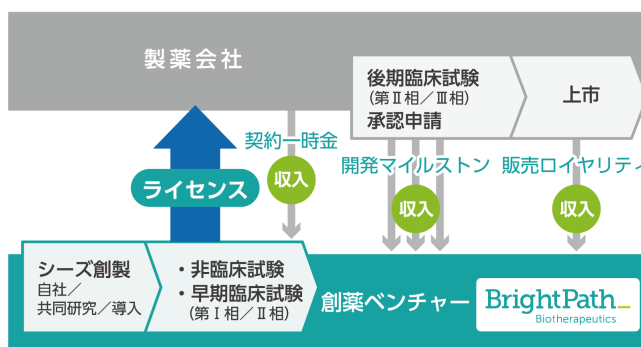 製薬会社
後期臨床試験
(第Ⅱ相／Ⅲ相)
承認申請
上市
契約一時金
開発マイルストン
販売ロイヤリティ
ライセンス
収入
収入
収入
シーズ創製
自社／
共同研究／導入
・非臨床試験
・早期臨床試験
(第Ⅰ相／Ⅱ相)
創薬ベンチャー
BrightPath_
Biotherapeutics